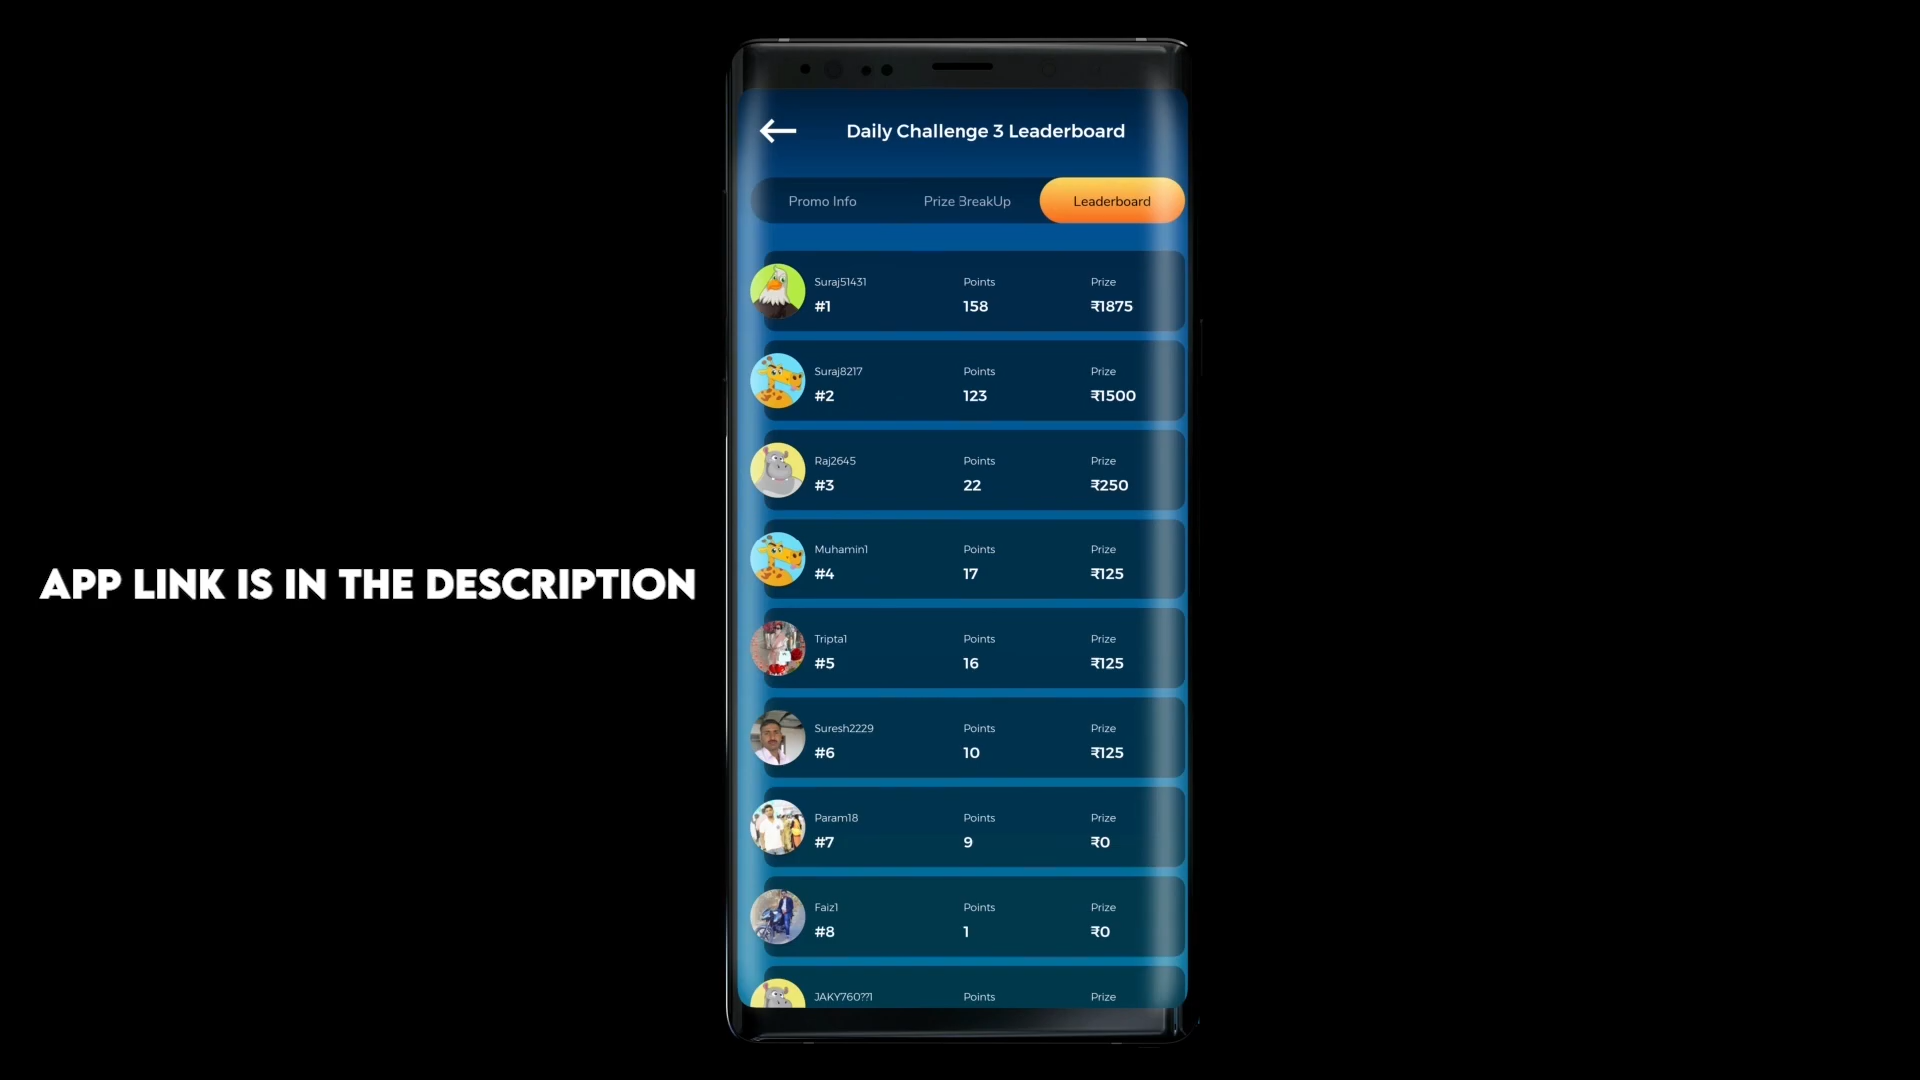 Daily Challenge 3 Leaderboard
Promo Info Prize BreakUp Leaderboard
Suraj51431 Points Prize
#1 158 ₹1875
Suraj8217 Points Prize
#2 123 ₹1500
Raj2645 Points Prize
#3 22 ₹250
Muhamin1 Points Prize
#4 17 ₹125
APP LINK IS IN THE DESCRIPTION
Tripta1 Points Prize
#5 16 ₹125
Suresh2229 Points Prize
#6 10 ₹125
Param18 Points Prize
#7 9 ₹0
Faiz1 Points Prize
#8 1 ₹0
JAKY760??1 Points Prize